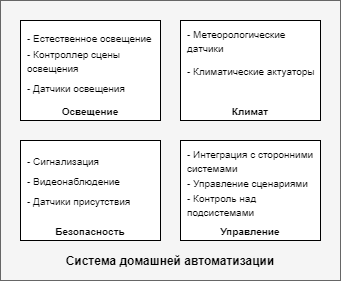 - Естественное освещение
- Контроллер сцены
освещения
- Датчики освещения
Освещение
- Метеорологические
датчики
- Климатические актуаторы
Климат
- Сигнализация
- Видеонаблюдение
- Датчики присутствия
Безопасность
- Интеграция с сторонними
системами
- Управление сценариями
- Контроль над
подсистемами
Управление
Система домашней автоматизации